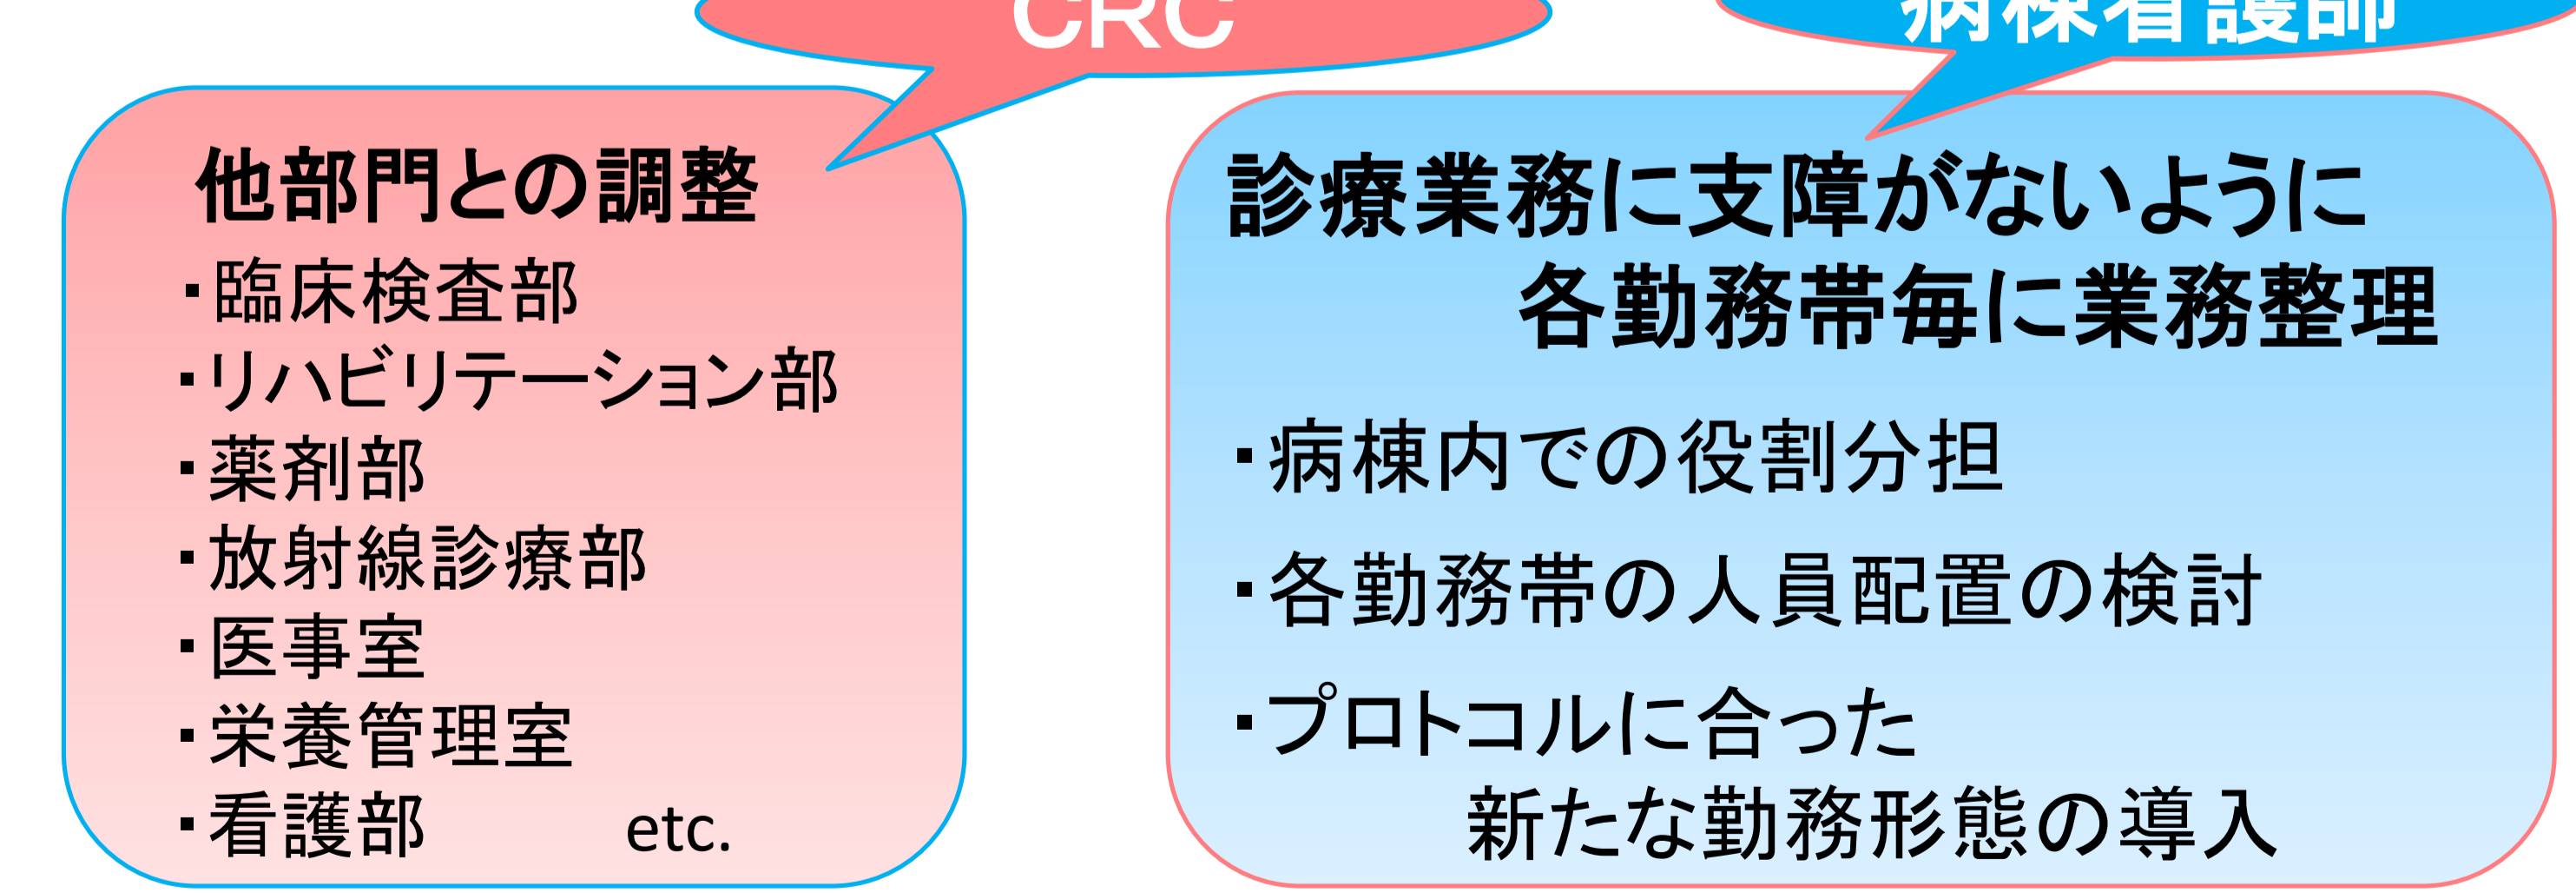 CRC
病棟看護師
他部門との調整
・臨床検査部
・リハビリテーション部
・薬剤部
・放射線診療部
・医事室
・栄養管理室
・看護部 etc.
診療業務に支障がないように
各勤務帯毎に業務整理
・病棟内での役割分担
・各勤務帯の人員配置の検討
・プロトコルに合った
新たな勤務形態の導入